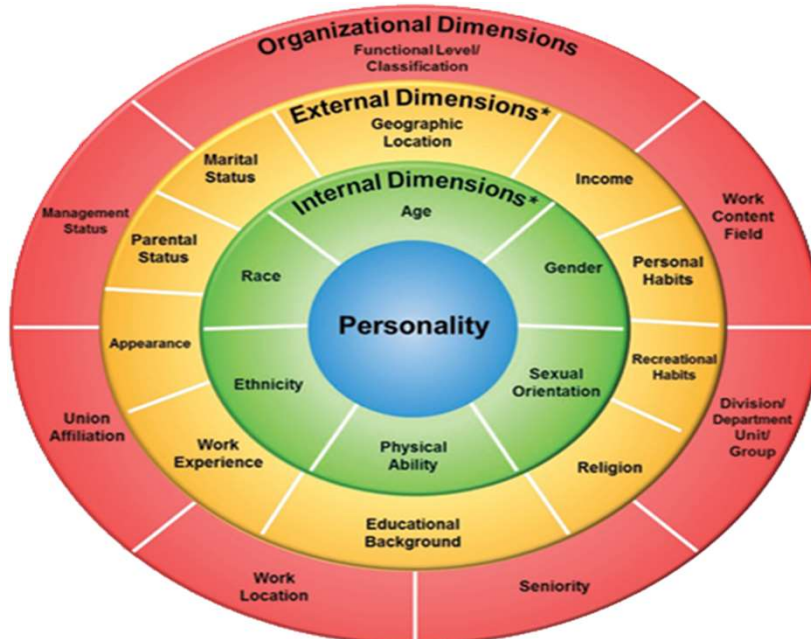 Organizational Dimensions
Functional Level/
Classification
External Dimensions*
Geographic
Location
Marital
Status
Income
Internal Dimensions*
Age
Management
Status
Work
Content
Field
Parental
Status
Race
Gender
Personal
Habits
Personality
Appearance
Recreational
Habits
Ethnicity
Sexual
Orientation
Union
Affiliation
Division/
Department
Unit/
Group
Work
Experience
Physical
Ability
Religion
Educational
Background
Work
Location
Seniority